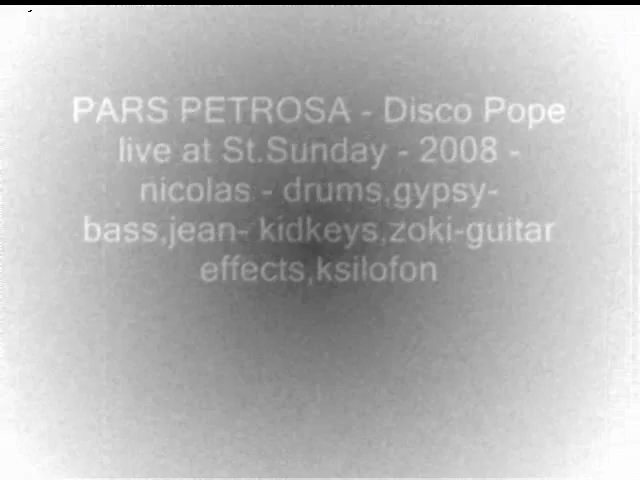 PARS PETROSA - Disco Pope
live at St.Sunday - 2008 -
nicolas - drums,gypsy-
bass,jean- kidkeys,zoki-guitar
effects,ksilofon